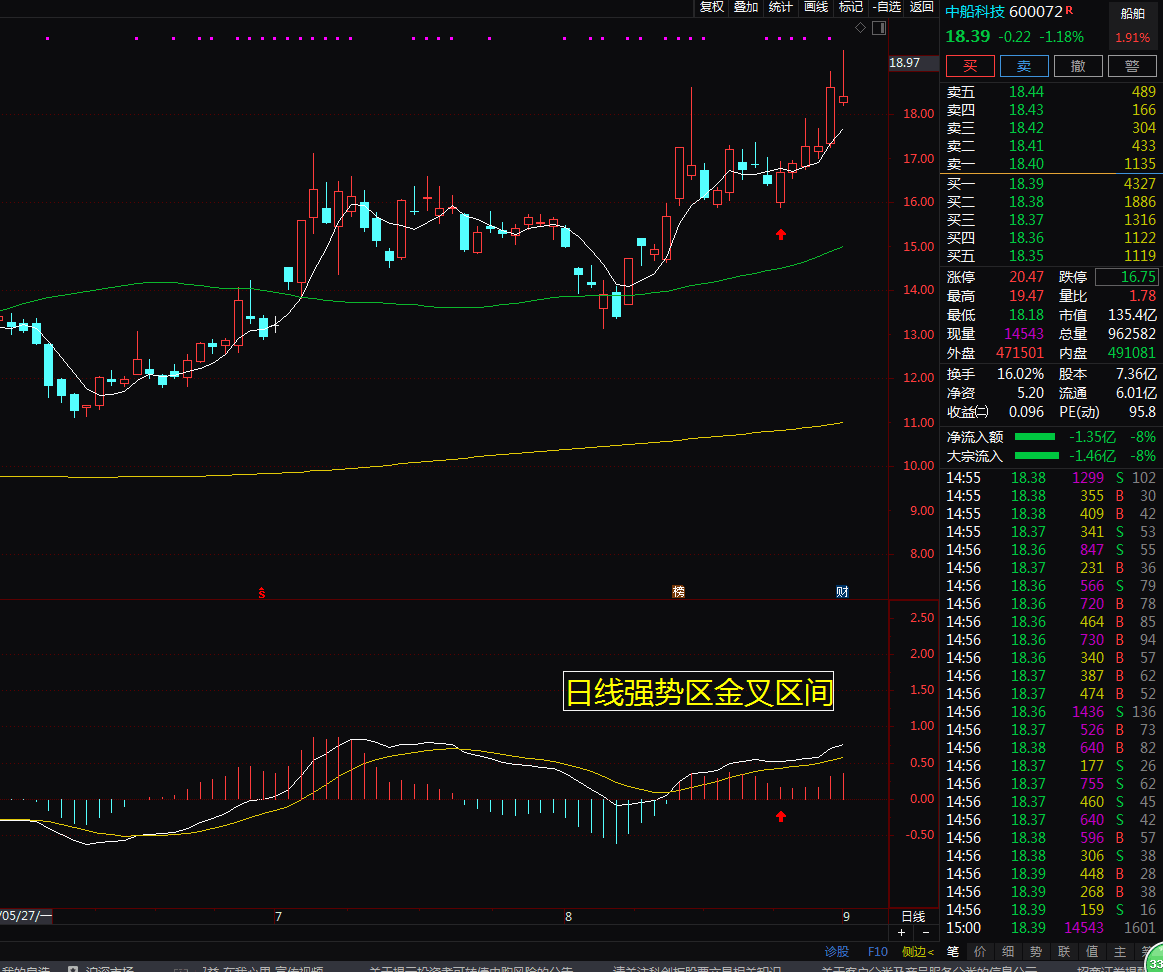 复权 叠加 统计 画线 标记 -自选 返回
中船科技 600072 R
船舶
18.39 -0.22 -1.18%
1.91%
买 卖 撤 警
18.97
卖五 18.44 489
卖四 18.43 166
卖三 18.42 304
卖二 18.41 433
卖一 18.40 1135
买一 18.39 4327
买二 18.38 1886
买三 18.37 1316
买四 18.36 1122
买五 18.35 1119
涨停 20.47 跌停 16.75
最高 19.47 量比 1.78
最低 18.18 市值 135.4亿
现量 14543 总量 962582
外盘 471501 内盘 491081
换手 16.02% 股本 7.36亿
净资 5.20 流通 6.01亿
收益㈡ 0.096 PE(动) 95.8
净流入额 -1.35亿 -8%
大宗流入 -1.46亿 -8%
14:55 18.38 1299 S 102
14:55 18.38 355 B 30
14:55 18.38 409 B 42
14:55 18.37 341 S 53
14:56 18.36 847 S 55
14:56 18.37 231 B 36
14:56 18.36 566 S 79
14:56 18.36 720 B 78
14:56 18.36 464 B 85
14:56 18.36 730 B 94
14:56 18.36 340 B 57
14:56 18.37 387 B 62
14:56 18.37 474 B 52
14:56 18.36 1436 S 136
14:56 18.37 526 B 73
14:56 18.38 640 B 82
14:56 18.37 177 S 26
14:56 18.37 755 S 62
14:56 18.37 460 S 45
14:56 18.37 640 S 42
14:56 18.38 596 B 57
14:56 18.38 306 S 38
14:56 18.39 448 B 28
14:56 18.39 268 B 38
14:56 18.39 159 S 16
15:00 18.39 14543 1601
18.00
17.00
16.00
15.00
14.00
13.00
12.00
11.00
10.00
9.00
8.00
S 榜 财
2.50
2.00
1.50
日线强势区金叉区间
1.00
0.50
0.00
-0.50
/05/27/一 7 8 9 日线
+ −
诊股 F10 侧边< 笔 价 细 势 联 值 主
33